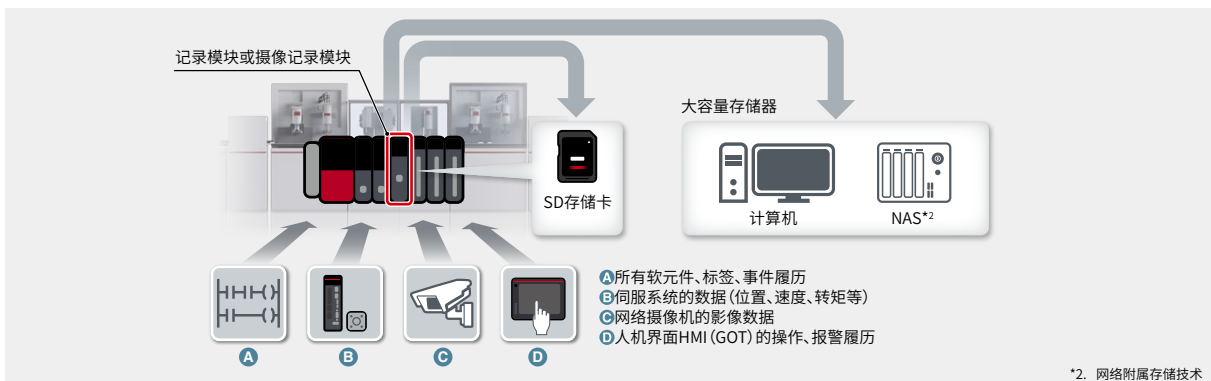 记录模块或摄像记录模块
大容量存储器
SD存储卡
计算机
NAS*2
A所有软元件、标签、事件履历
B伺服系统的数据(位置、速度、转矩等)
C网络摄像机的影像数据
D人机界面HMI(GOT)的操作、报警履历
A
B
C
D
*2. 网络附属存储技术